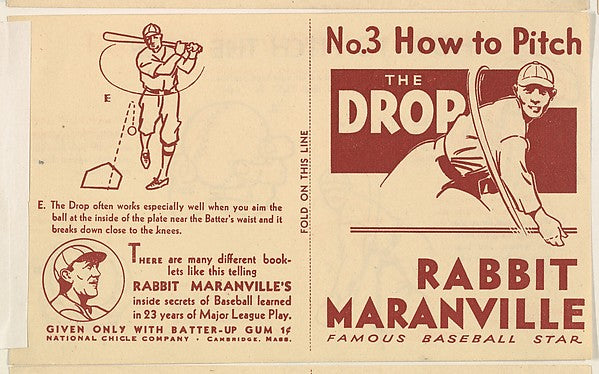 E
E. The Drop often works especially well when you aim the
ball at the inside of the plate near the Batter's waist and it
breaks down close to the knees.
THERE are many different book-
lets like this telling
RABBIT MARANVILLE'S
inside secrets of Baseball learned
in 23 years of Major League Play.
GIVEN ONLY WITH BATTER-UP GUM 1¢
NATIONAL CHICLE COMPANY • CAMBRIDGE, MASS.
FOLD ON THIS LINE
No.3 How to Pitch
THE
DROP
RABBIT
MARANVILLE
FAMOUS BASEBALL STAR